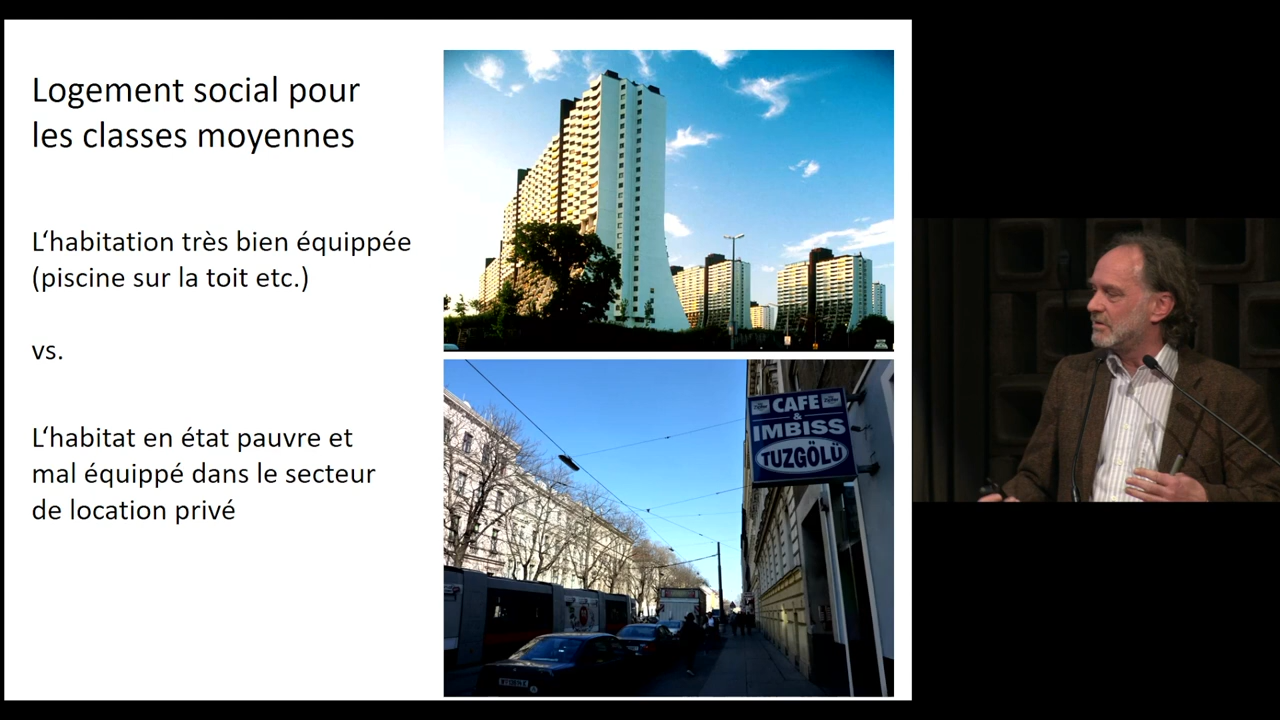 Logement social pour
les classes moyennes
L‘habitation très bien équippée
(piscine sur la toit etc.)
vs.
L‘habitat en état pauvre et
mal équippé dans le secteur
de location privé
CAFE
&
IMBISS
TUZGÖLÜ